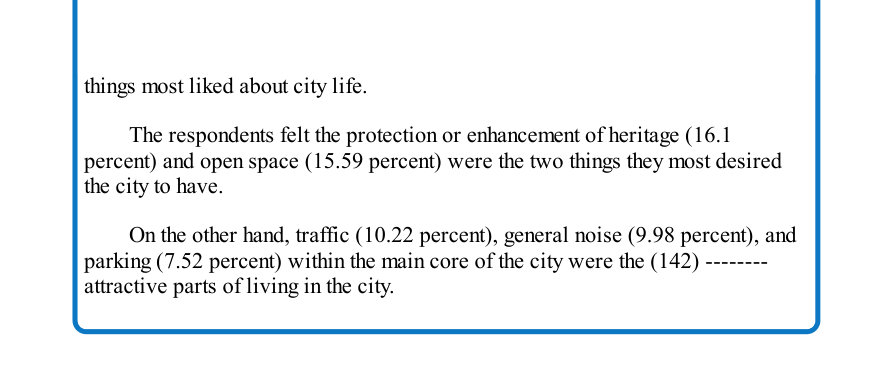 things most liked about city life.
The respondents felt the protection or enhancement of heritage (16.1
percent) and open space (15.59 percent) were the two things they most desired
the city to have.
On the other hand, traffic (10.22 percent), general noise (9.98 percent), and
parking (7.52 percent) within the main core of the city were the (142) --------
attractive parts of living in the city.